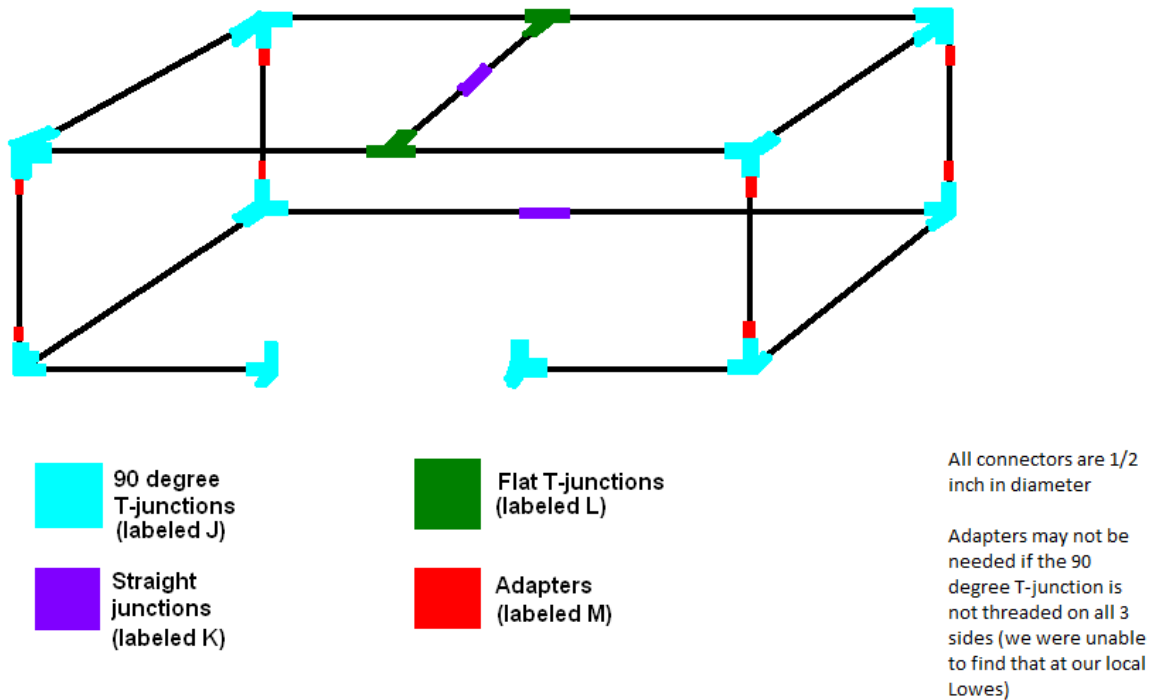 90 degree
T-junctions
(labeled J)
Flat T-junctions
(labeled L)
Straight
junctions
(labeled K)
Adapters
(labeled M)
All connectors are 1/2
inch in diameter
Adapters may not be
needed if the 90
degree T-junction is
not threaded on all 3
sides (we were unable
to find that at our local
Lowes)